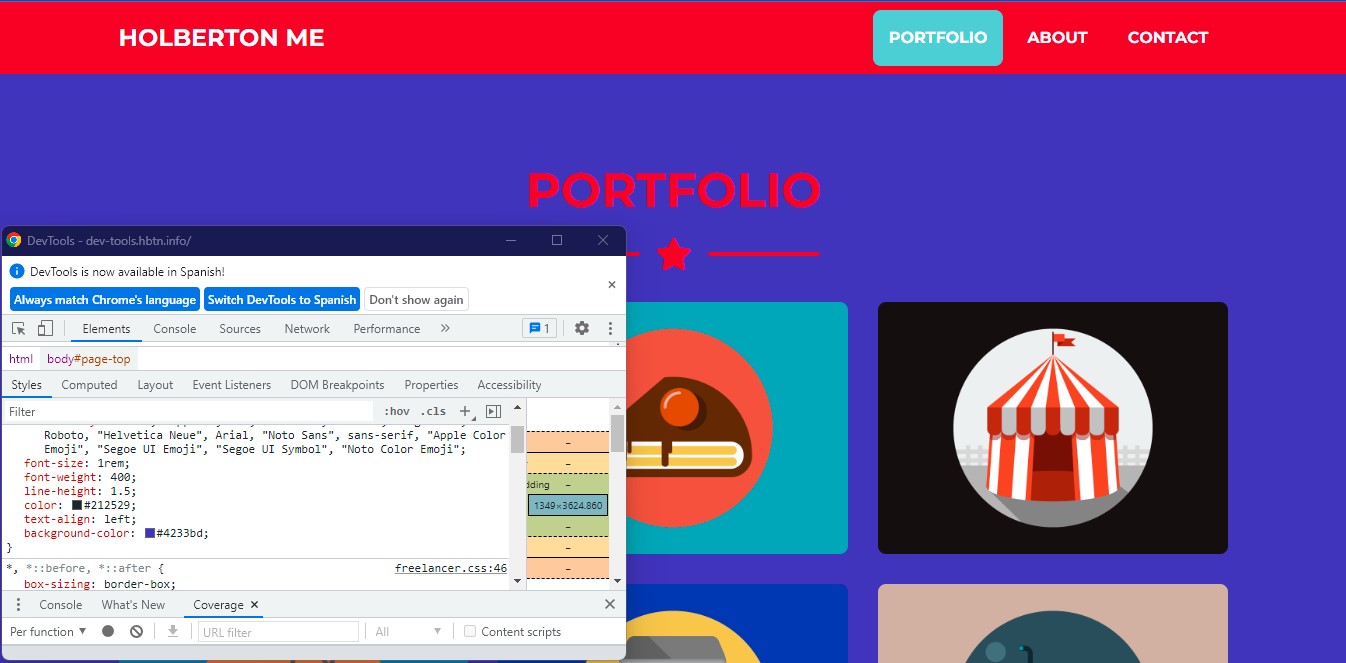 HOLBERTON ME
PORTFOLIO ABOUT CONTACT
PORTFOLIO
DevTools - dev-tools.hbtn.info/
DevTools is now available in Spanish!
Always match Chrome's language Switch DevTools to Spanish Don't show again
Elements Console Sources Network Performance » 1
html body#page-top
Styles Computed Layout Event Listeners DOM Breakpoints Properties Accessibility
Filter :hov .cls
Roboto, "Helvetica Neue", Arial, "Noto Sans", sans-serif, "Apple Color
Emoji", "Segoe UI Emoji", "Segoe UI Symbol", "Noto Color Emoji";
font-size: 1rem;
font-weight: 400;
line-height: 1.5;
color: #212529;
text-align: left;
background-color: #4233bd;
}
*, *::before, *::after { freelancer.css:46
box-sizing: border-box;
dding
1349×3624.860
Console What's New Coverage
Per function URL filter All Content scripts